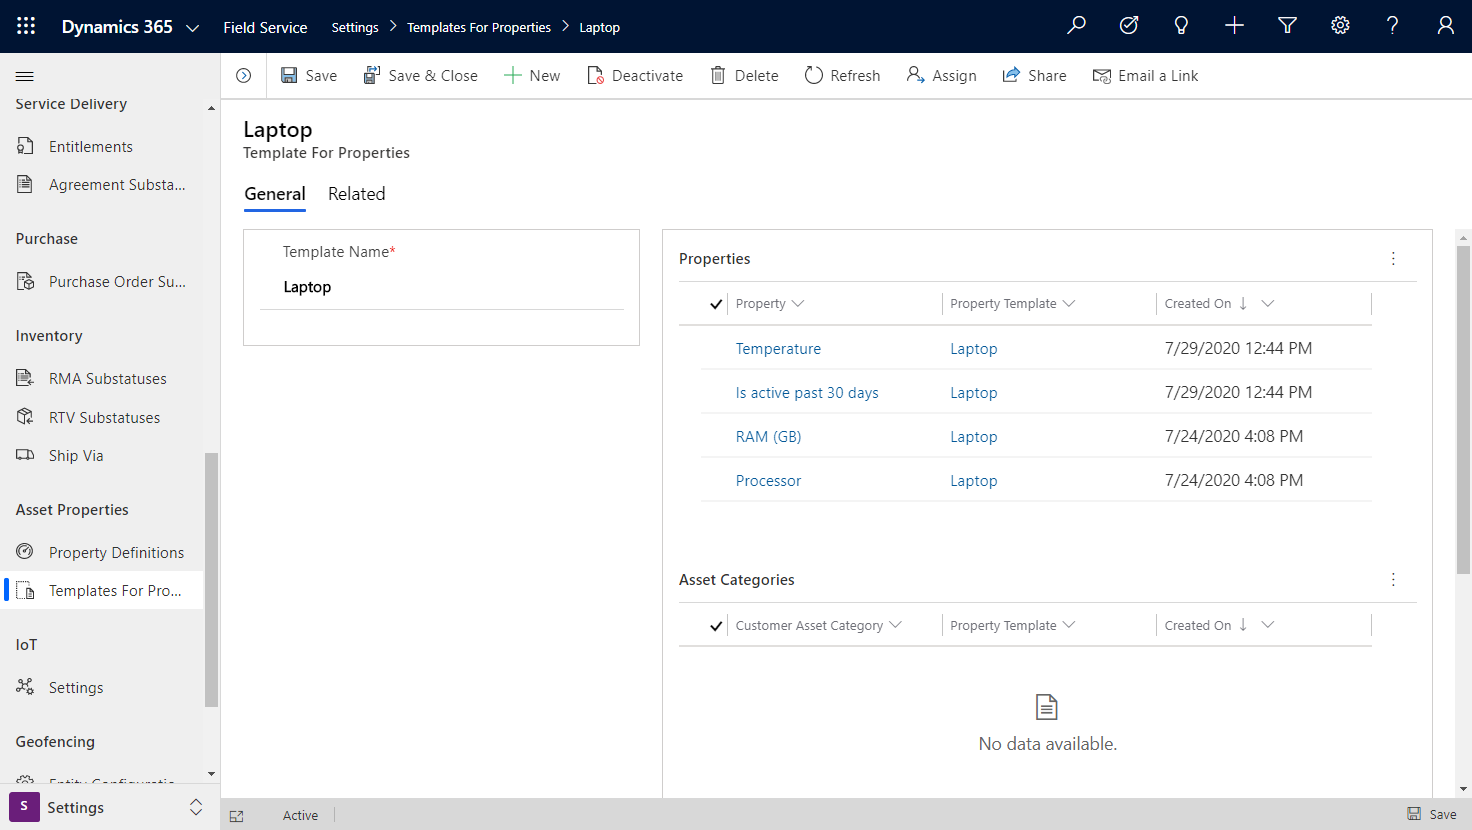 Dynamics 365 Field Service Settings Templates For Properties Laptop
Save Save & Close New Deactivate Delete Refresh Assign Share Email a Link
Service Delivery
Entitlements
Agreement Substa...
Purchase
Purchase Order Su...
Inventory
RMA Substatuses
RTV Substatuses
Ship Via
Asset Properties
Property Definitions
Templates For Pro...
IoT
Settings
Geofencing
Entity Configuratio
S Settings
Laptop
Template For Properties
General Related
Template Name*
Laptop
Properties
Property Property Template Created On
Temperature Laptop 7/29/2020 12:44 PM
Is active past 30 days Laptop 7/29/2020 12:44 PM
RAM (GB) Laptop 7/24/2020 4:08 PM
Processor Laptop 7/24/2020 4:08 PM
Asset Categories
Customer Asset Category Property Template Created On
No data available.
Active Save